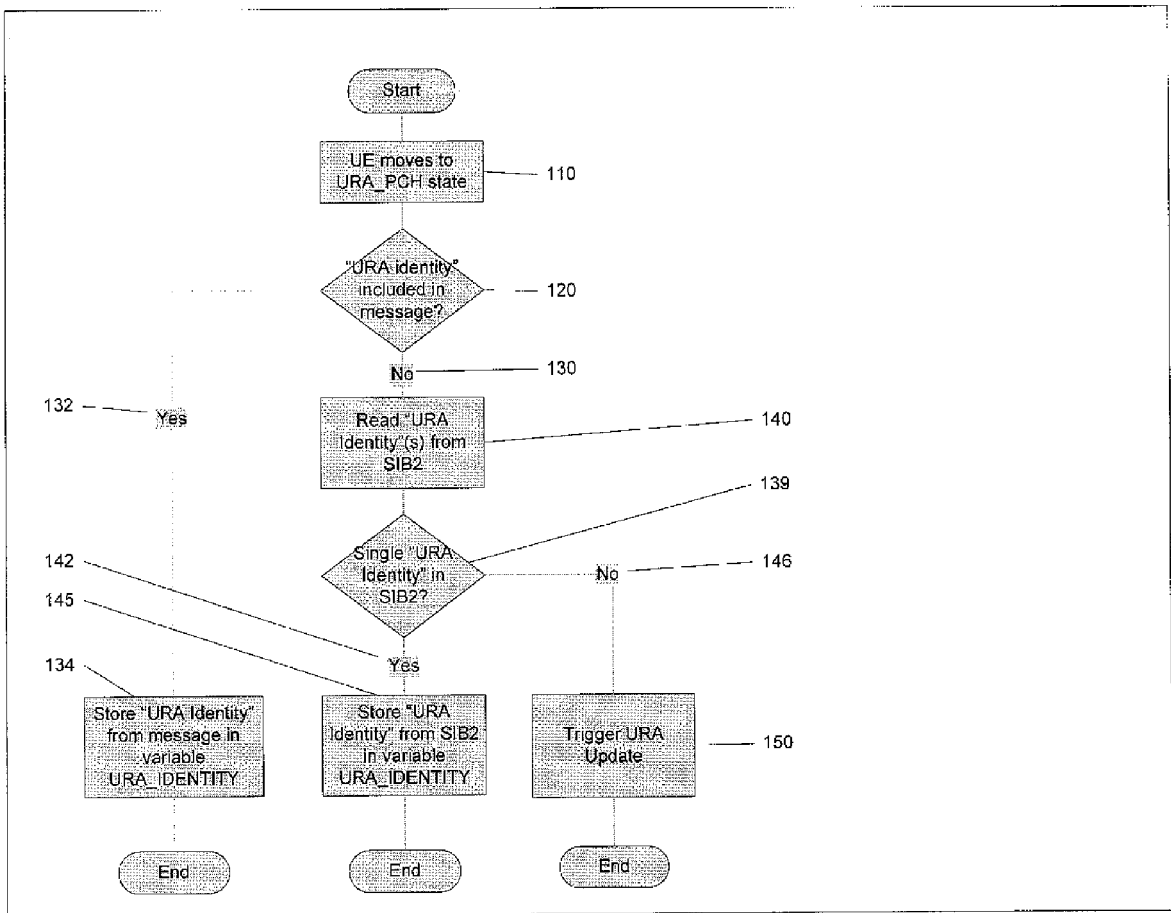 Start
UE moves to
URA_PCH state
110
"URA identity"
included in
message?
120
No
130
132
Yes
Read "URA
Identity"(s) from
SIB2
140
139
Single "URA
Identity" in
SIB2?
142
No
146
145
Yes
134
Store "URA Identity"
from message in
variable
URA_IDENTITY
Store "URA
Identity" from SIB2
in variable
URA_IDENTITY
Trigger URA
Update
150
End
End
End